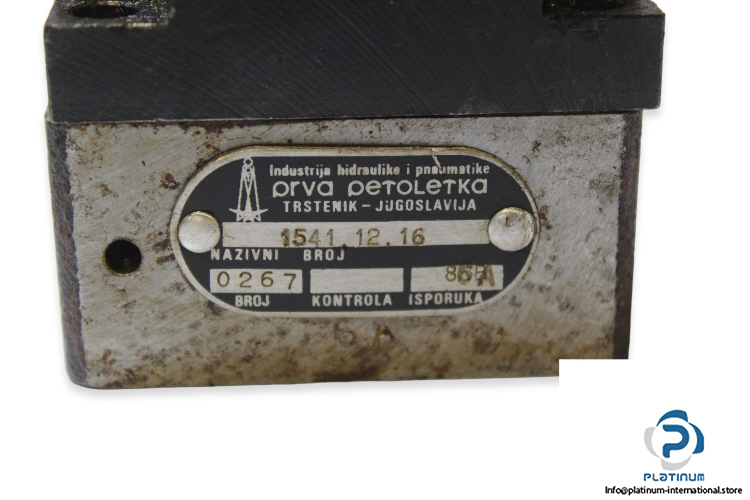 Industrija hidraulike i pneumatike
prva petoletka
TRSTENIK - JUGOSLAVIJA
1541.12.16
NAZIVNI BROJ
0267
BROJ KONTROLA ISPORUKA
5 A
PLATINUM
Info@platinum-international.store